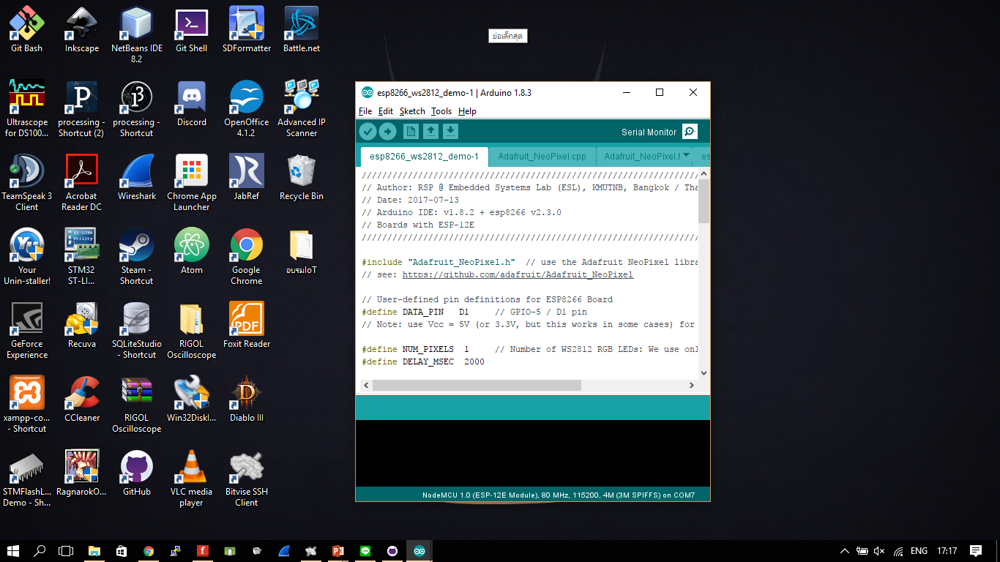 Git Bash
Inkscape
NetBeans IDE
8.2
Git Shell
SDFormatter
Battle.net
Ultrascope
for DS100...
processing -
Shortcut (2)
processing -
Shortcut
Discord
OpenOffice
4.1.2
Advanced IP
Scanner
TeamSpeak 3
Client
Acrobat
Reader DC
Wireshark
Chrome App
Launcher
JabRef
Recycle Bin
Your
Unin-staller!
STM32
ST-LI...
Steam -
Shortcut
Atom
Google
Chrome
อบรมIoT
GeForce
Experience
Recuva
SQLiteStudio
- Shortcut
RIGOL
Oscilloscope
Foxit Reader
xampp-co...
- Shortcut
CCleaner
RIGOL
Oscilloscope
Win32DiskI...
Diablo III
STMFlashL...
Demo - Sh...
RagnarokO...
GitHub
VLC media
player
Bitvise SSH
Client
ย่อเล็กสุด
esp8266_ws2812_demo-1 | Arduino 1.8.3
File Edit Sketch Tools Help
Serial Monitor
esp8266_ws2812_demo-1 Adafruit_NeoPixel.cpp Adafruit_NeoPixel.h es
//////////////////////////////////////////////////////////////////
// Author: RSP @ Embedded Systems Lab (ESL), KMUTNB, Bangkok / Tha
// Date: 2017-07-13
// Arduino IDE: v1.8.2 + esp8266 v2.3.0
// Boards with ESP-12E
//////////////////////////////////////////////////////////////////
#include "Adafruit_NeoPixel.h" // use the Adafruit NeoPixel libra
// see: https://github.com/adafruit/Adafruit_NeoPixel
// User-defined pin definitions for ESP8266 Board
#define DATA_PIN D1 // GPIO-5 / D1 pin
// Note: use Vcc = 5V (or 3.3V, but this works in some cases) for
#define NUM_PIXELS 1 // Number of WS2812 RGB LEDs: We use onl
#define DELAY_MSEC 2000
NodeMCU 1.0 (ESP-12E Module), 80 MHz, 115200, 4M (3M SPIFFS) on COM7
ENG 17:17